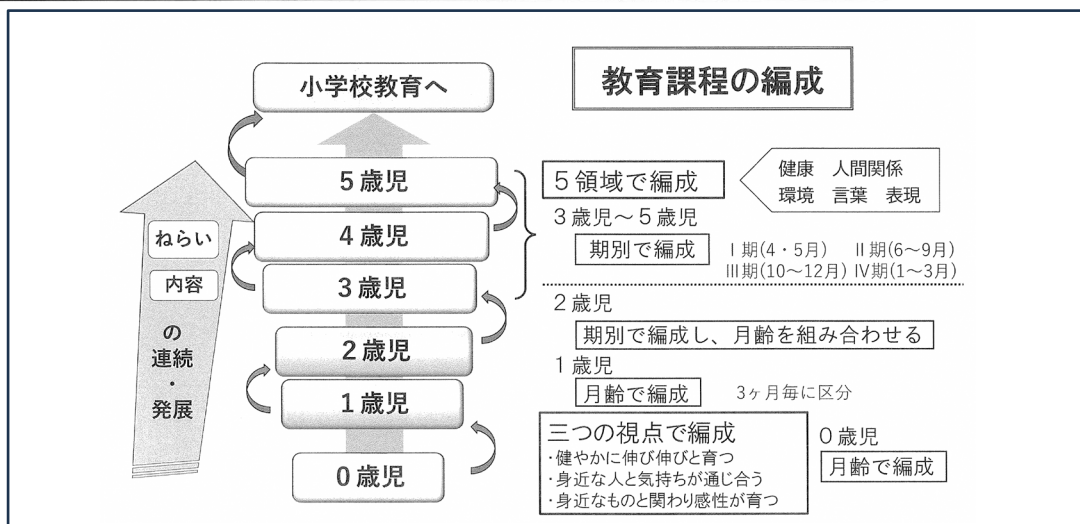 教育課程の編成
小学校教育へ
5歳児
4歳児
3歳児
2歳児
1歳児
0歳児
ねらい
内容
の
連続
・
発展
5領域で編成
健康 人間関係
環境 言葉 表現
3歳児～5歳児
期別で編成
Ⅰ期(4・5月) Ⅱ期(6～9月)
Ⅲ期(10～12月) Ⅳ期(1～3月)
2歳児
期別で編成し、月齢を組み合わせる
1歳児
月齢で編成
3ヶ月毎に区分
三つの視点で編成
・健やかに伸び伸びと育つ
・身近な人と気持ちが通じ合う
・身近なものと関わり感性が育つ
0歳児
月齢で編成